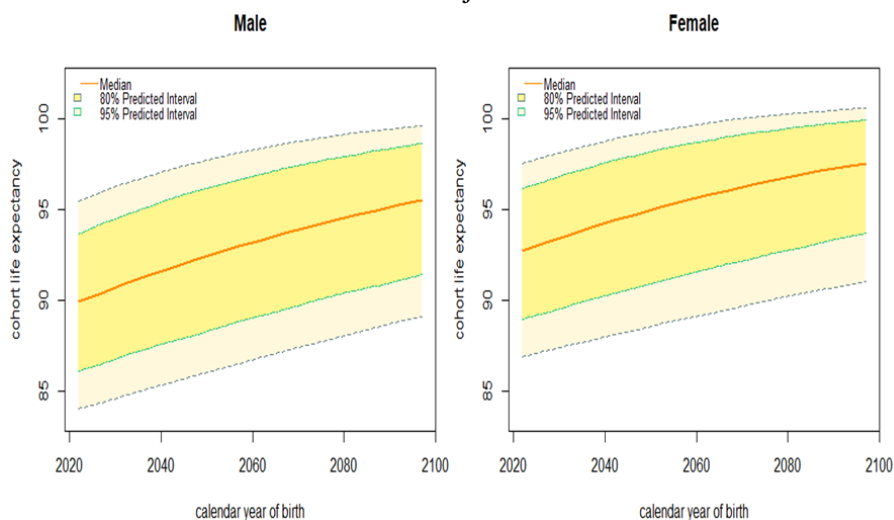 Male
Median
80% Predicted Interval
95% Predicted Interval
cohort life expectancy
100
95
90
85
2020
2040
2060
2080
2100
calendar year of birth
Female
Median
80% Predicted Interval
95% Predicted Interval
cohort life expectancy
100
95
90
85
2020
2040
2060
2080
2100
calendar year of birth